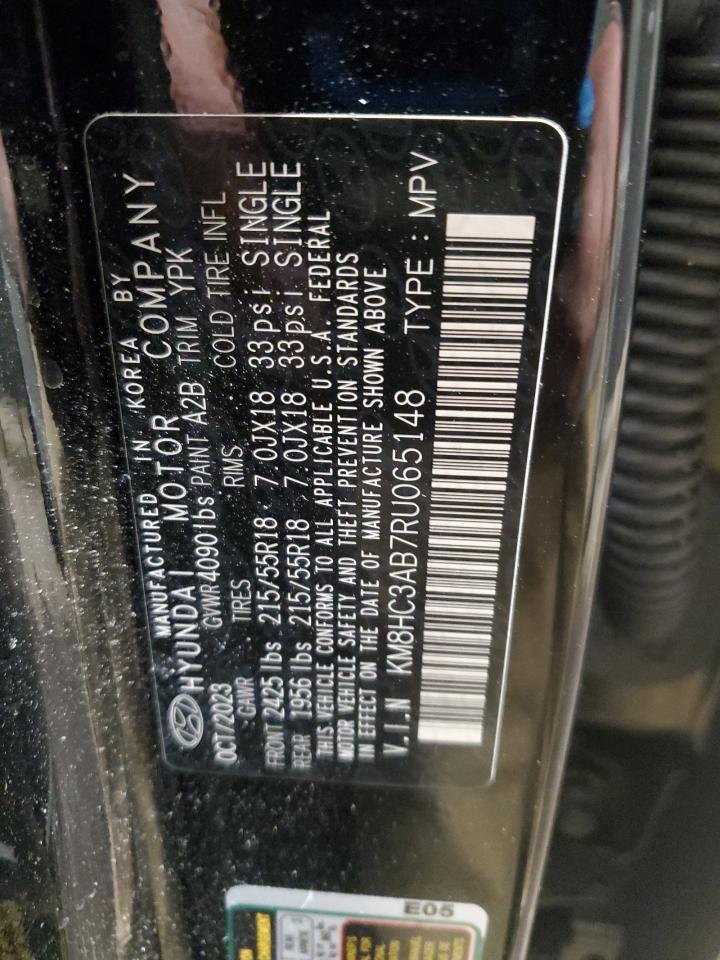 MANUFACTURED IN KOREA BY
HYUNDAI MOTOR COMPANY
OCT/2023 GVWR 4090lbs PAINT A2B TRIM YPK
GAWR TIRES RIMS COLD TIRE INFL
FRONT 2425 lbs 215/55R18 7.0JX18 33psi SINGLE
REAR 1956 lbs 215/55R18 7.0JX18 33psi SINGLE
THIS VEHICLE CONFORMS TO ALL APPLICABLE U.S.A. FEDERAL
MOTOR VEHICLE SAFETY AND THEFT PREVENTION STANDARDS
IN EFFECT ON THE DATE OF MANUFACTURE SHOWN ABOVE
V.I.N KM8HC3AB7RU065148 TYPE : MPV
E05